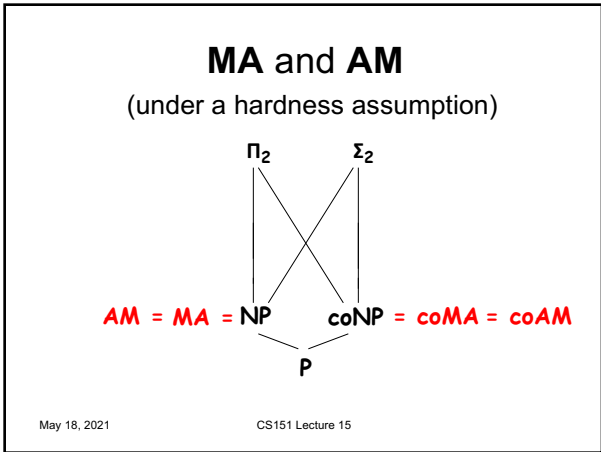 MA and AM
(under a hardness assumption)
Π₂ Σ₂
AM = MA = NP coNP = coMA = coAM
P
May 18, 2021 CS151 Lecture 15